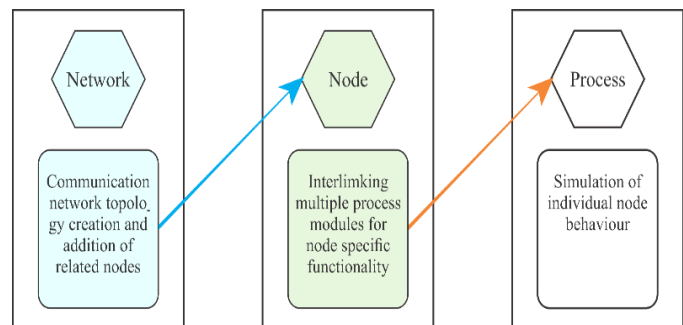 Network
Communication
network topolo_
gy creation and
addition of
related nodes
Node
Interlimking
multiple process
modules for
node specific
functionality
Process
Simulation of
individual node
behaviour